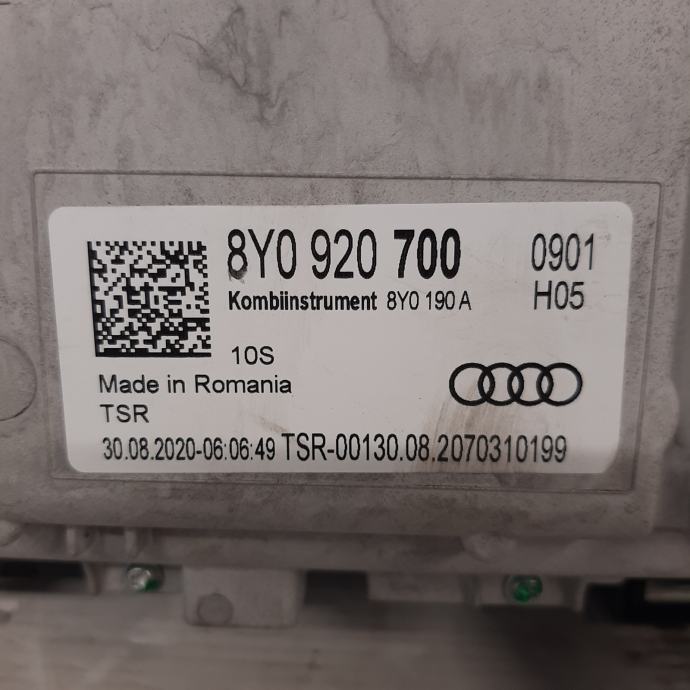 8Y0 920 700 0901
Kombiinstrument 8Y0 190 A H05
10S
Made in Romania
TSR
30.08.2020-06:06:49 TSR-00130.08.2070310199